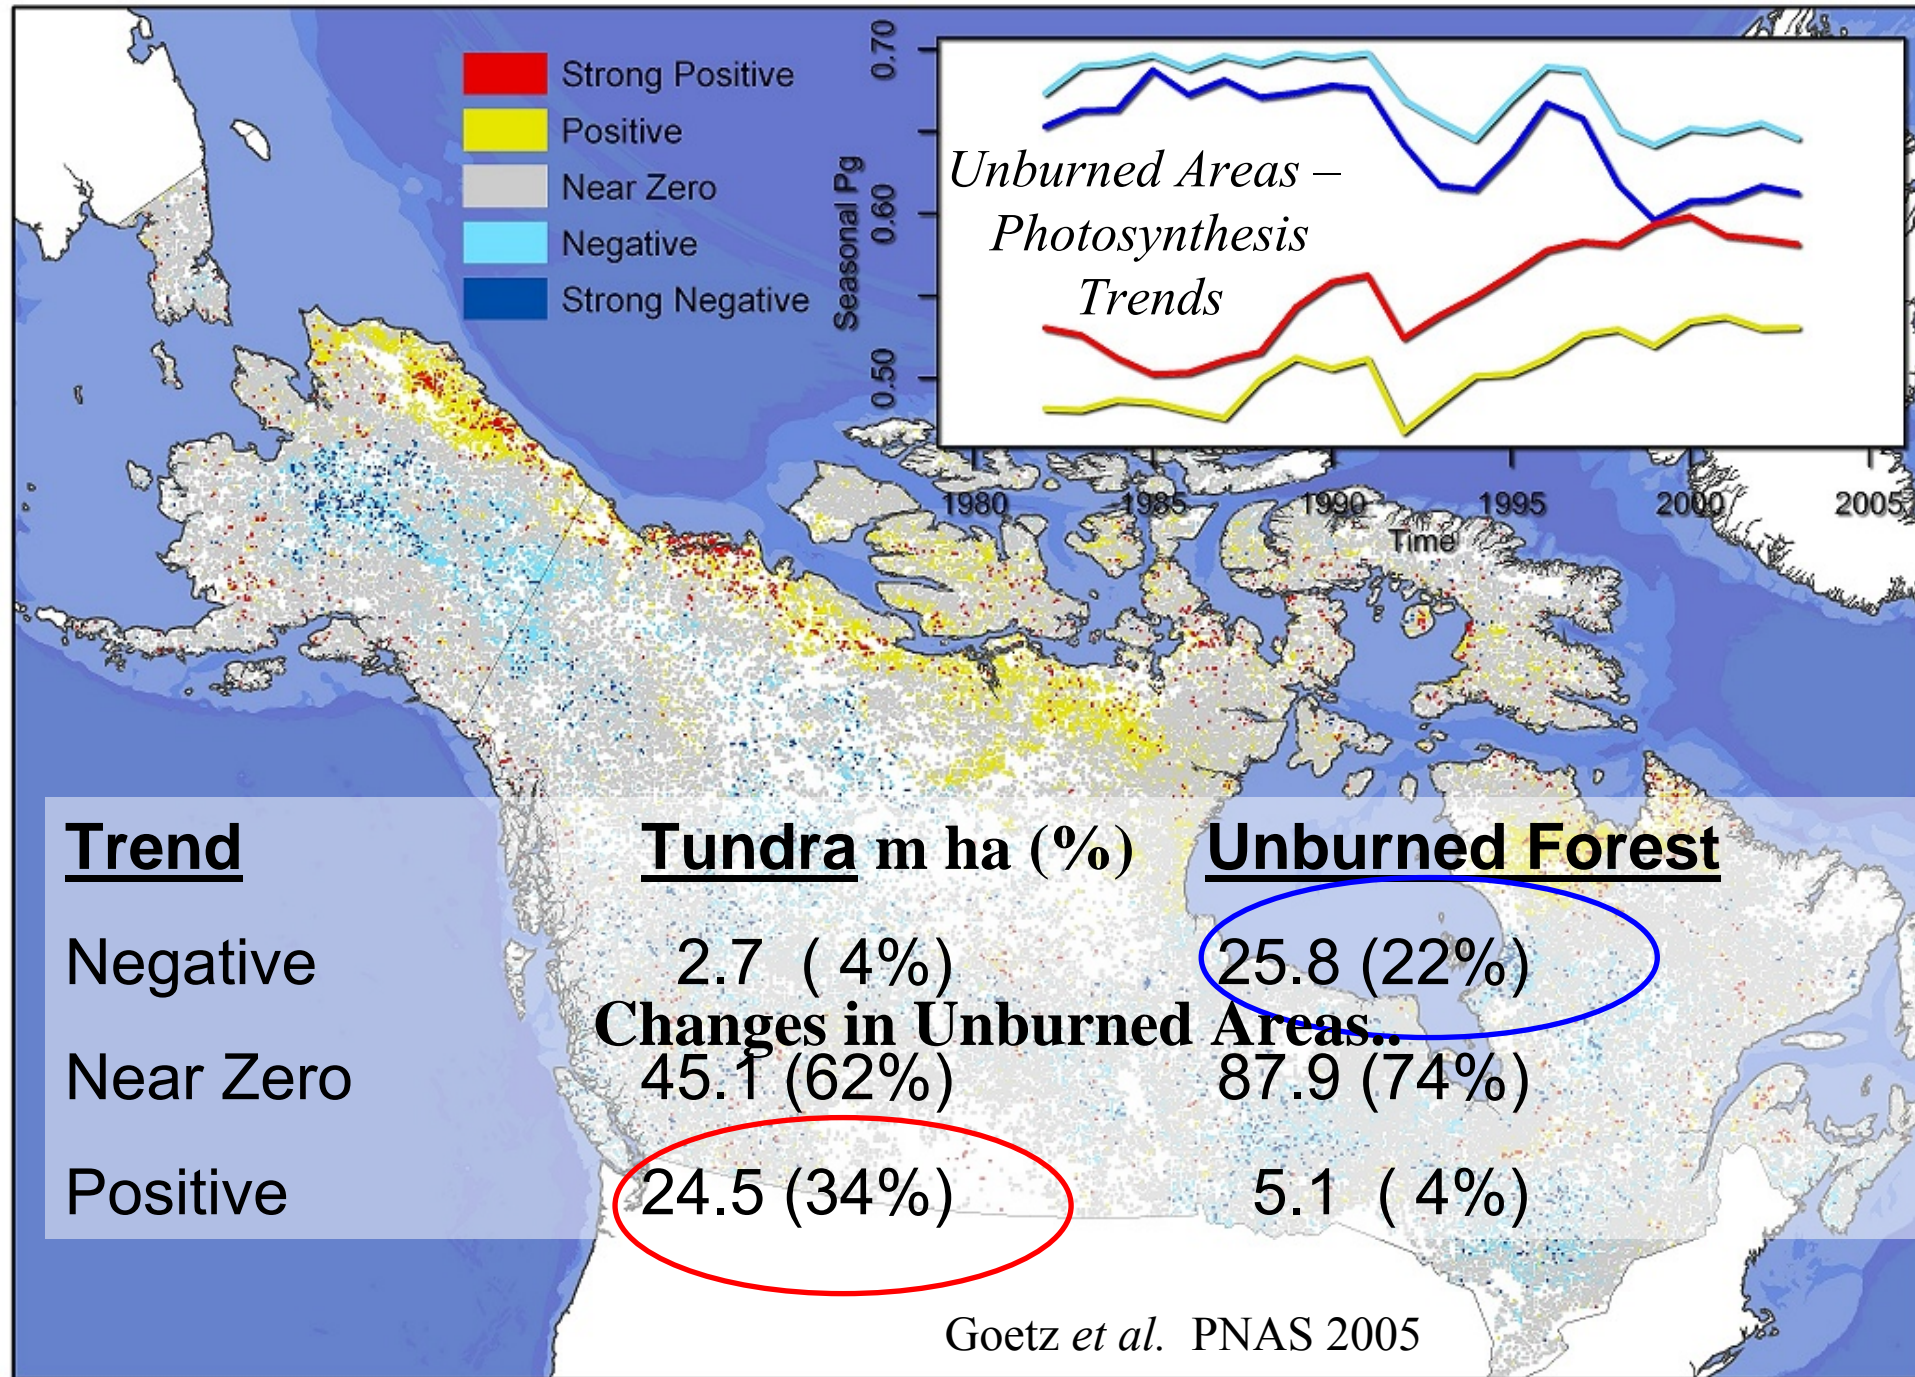 Strong Positive
Positive
Near Zero
Negative
Strong Negative
Seasonal Pg
0.70
0.60
0.50
Unburned Areas –
Photosynthesis
Trends
1980 1985 1990 1995 2000 2005
Time
Trend Tundra m ha (%) Unburned Forest
Negative 2.7 ( 4%) 25.8 (22%)
Changes in Unburned Areas..
Near Zero 45.1 (62%) 87.9 (74%)
Positive 24.5 (34%) 5.1 ( 4%)
Goetz et al. PNAS 2005